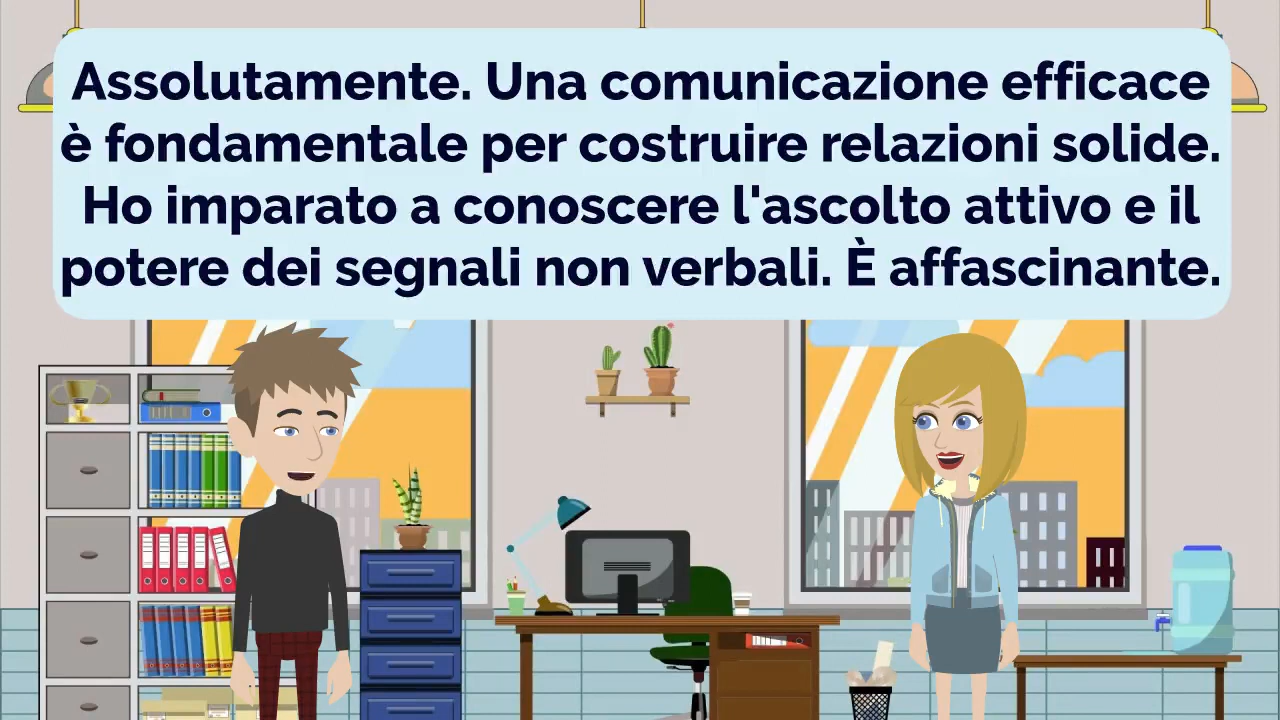 Assolutamente. Una comunicazione efficace
è fondamentale per costruire relazioni solide.
Ho imparato a conoscere l'ascolto attivo e il
potere dei segnali non verbali. È affascinante.